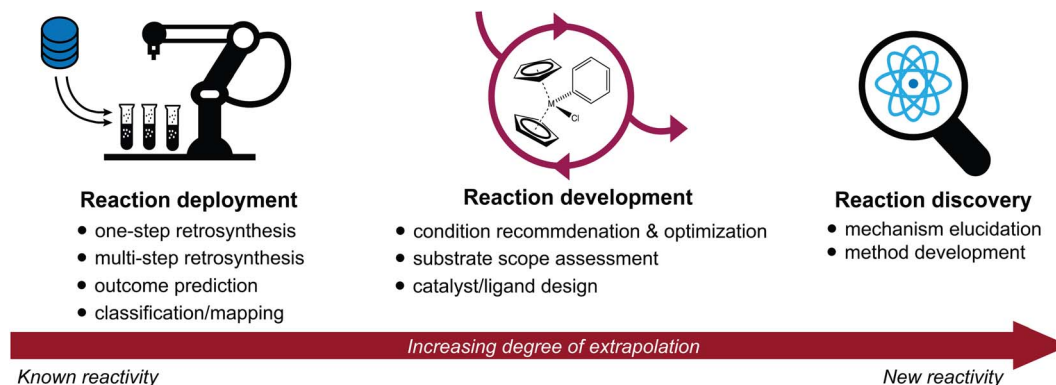 M
Cl
Reaction deployment
one-step retrosynthesis
multi-step retrosynthesis
outcome prediction
classification/mapping
Reaction development
condition recommdenation & optimization
substrate scope assessment
catalyst/ligand design
Reaction discovery
mechanism elucidation
method development
Increasing degree of extrapolation
Known reactivity
New reactivity